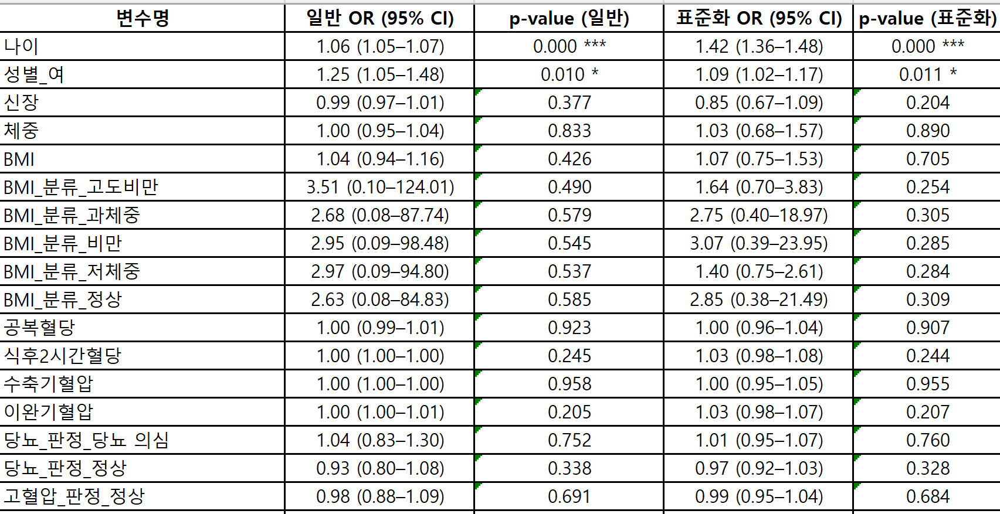 변수명 일반 OR (95% CI) p-value (일반) 표준화 OR (95% CI) p-value (표준화)
나이 1.06 (1.05–1.07) 0.000 *** 1.42 (1.36–1.48) 0.000 ***
성별_여 1.25 (1.05–1.48) 0.010 * 1.09 (1.02–1.17) 0.011 *
신장 0.99 (0.97–1.01) 0.377 0.85 (0.67–1.09) 0.204
체중 1.00 (0.95–1.04) 0.833 1.03 (0.68–1.57) 0.890
BMI 1.04 (0.94–1.16) 0.426 1.07 (0.75–1.53) 0.705
BMI_분류_고도비만 3.51 (0.10–124.01) 0.490 1.64 (0.70–3.83) 0.254
BMI_분류_과체중 2.68 (0.08–87.74) 0.579 2.75 (0.40–18.97) 0.305
BMI_분류_비만 2.95 (0.09–98.48) 0.545 3.07 (0.39–23.95) 0.285
BMI_분류_저체중 2.97 (0.09–94.80) 0.537 1.40 (0.75–2.61) 0.284
BMI_분류_정상 2.63 (0.08–84.83) 0.585 2.85 (0.38–21.49) 0.309
공복혈당 1.00 (0.99–1.01) 0.923 1.00 (0.96–1.04) 0.907
식후2시간혈당 1.00 (1.00–1.00) 0.245 1.03 (0.98–1.08) 0.244
수축기혈압 1.00 (1.00–1.00) 0.958 1.00 (0.95–1.05) 0.955
이완기혈압 1.00 (1.00–1.01) 0.205 1.03 (0.98–1.07) 0.207
당뇨_판정_당뇨 의심 1.04 (0.83–1.30) 0.752 1.01 (0.95–1.07) 0.760
당뇨_판정_정상 0.93 (0.80–1.08) 0.338 0.97 (0.92–1.03) 0.328
고혈압_판정_정상 0.98 (0.88–1.09) 0.691 0.99 (0.95–1.04) 0.684